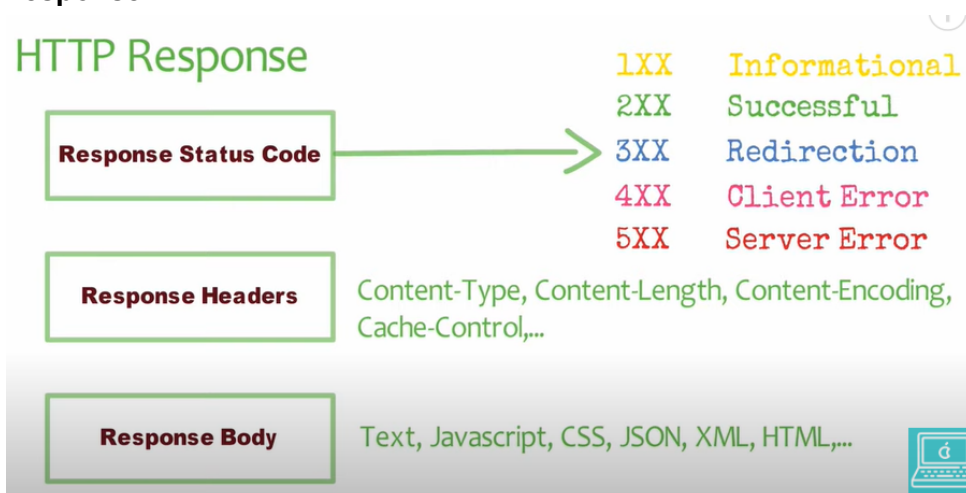 HTTP Response
1XX Informational
2XX Successful
Response Status Code
3XX Redirection
4XX Client Error
5XX Server Error
Response Headers
Content-Type, Content-Length, Content-Encoding,
Cache-Control,...
Response Body
Text, Javascript, CSS, JSON, XML, HTML,...